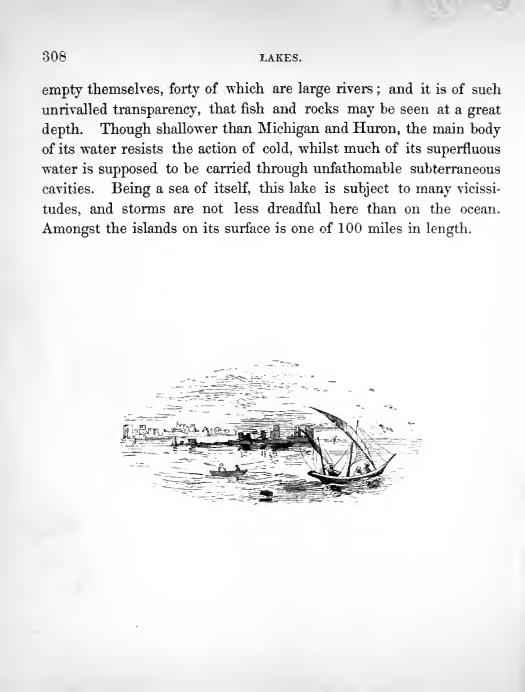 308 LAKES.
empty themselves, forty of which are large rivers; and it is of such
unrivalled transparency, that fish and rocks may be seen at a great
depth. Though shallower than Michigan and Huron, the main body
of its water resists the action of cold, whilst much of its superfluous
water is supposed to be carried through unfathomable subterraneous
cavities. Being a sea of itself, this lake is subject to many vicissi-
tudes, and storms are not less dreadful here than on the ocean.
Amongst the islands on its surface is one of 100 miles in length.